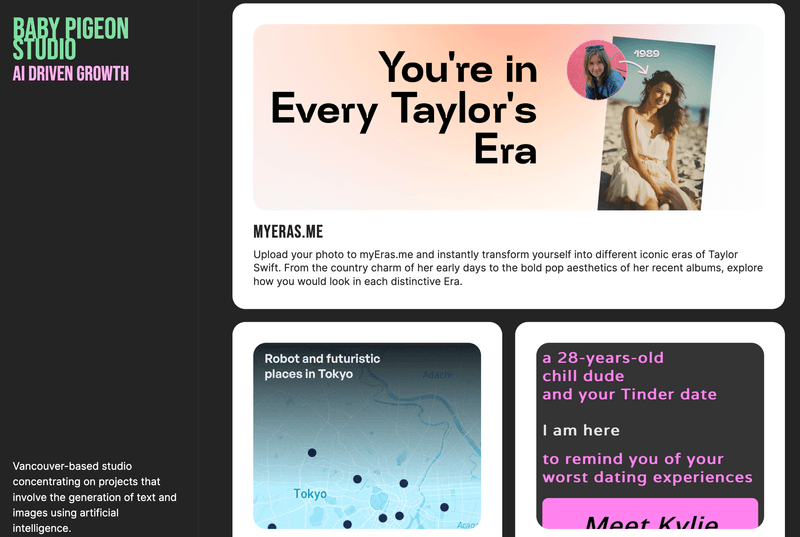 BABY PIGEON
STUDIO
AI DRIVEN GROWTH
Vancouver-based studio
concentrating on projects that
involve the generation of text and
images using artificial
intelligence.
You're in
Every Taylor's
Era
1989
MYERAS.ME
Upload your photo to myEras.me and instantly transform yourself into different iconic eras of Taylor
Swift. From the country charm of her early days to the bold pop aesthetics of her recent albums, explore
how you would look in each distinctive Era.
Robot and futuristic
places in Tokyo
Adachi
Tokyo
a 28-years-old
chill dude
and your Tinder date
I am here
to remind you of your
worst dating experiences
Meet Kylie